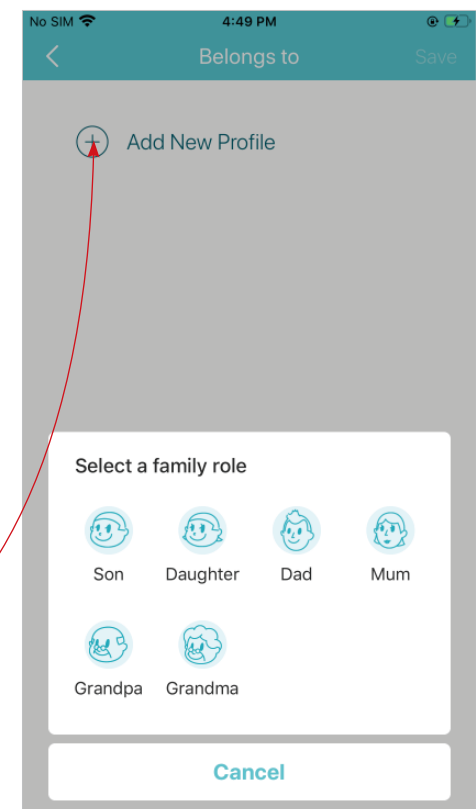 No SIM 4:49 PM
Belongs to Save
Add New Profile
Select a family role
Son Daughter Dad Mum
Grandpa Grandma
Cancel